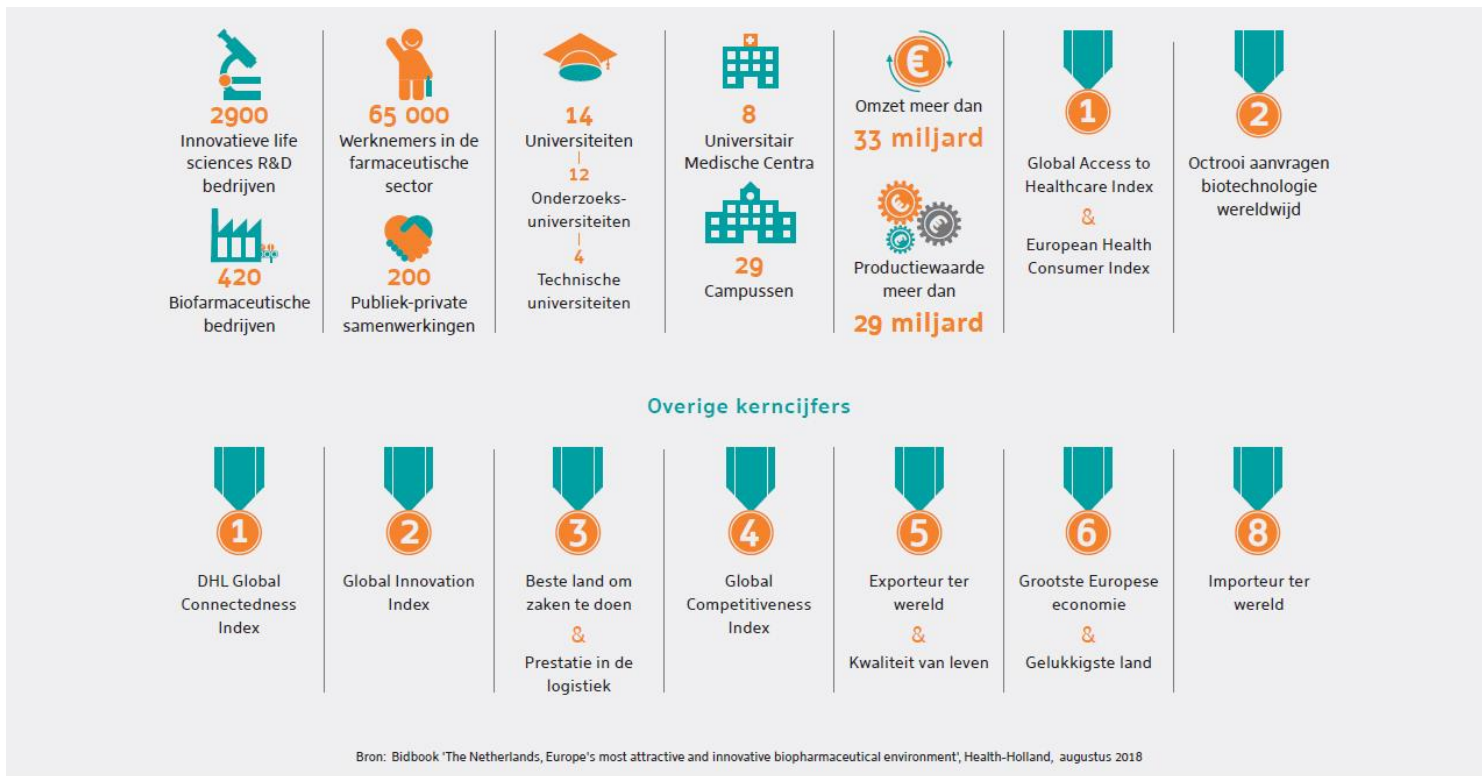 2900
Innovatieve life
sciences R&D
bedrijven
420
Biofarmaceutische
bedrijven
65 000
Werknemers in de
farmaceutische
sector
200
Publiek-private
samenwerkingen
14
Universiteiten
12
Onderzoeks-
universiteiten
4
Technische
universiteiten
8
Universitair
Medische Centra
29
Campussen
€
Omzet meer dan
33 miljard
€
€
€
Productiewaarde
meer dan
29 miljard
1
Global Access to
Healthcare Index
&
European Health
Consumer Index
2
Octrooi aanvragen
biotechnologie
wereldwijd
Overige kerncijfers
1
DHL Global
Connectedness
Index
2
Global Innovation
Index
3
Beste land om
zaken te doen
&
Prestatie in de
logistiek
4
Global
Competitiveness
Index
5
Exporteur ter
wereld
&
Kwaliteit van leven
6
Grootste Europese
economie
&
Gelukkigste land
8
Importeur ter
wereld
Bron: Bidbook 'The Netherlands, Europe's most attractive and innovative biopharmaceutical environment', Health-Holland, augustus 2018